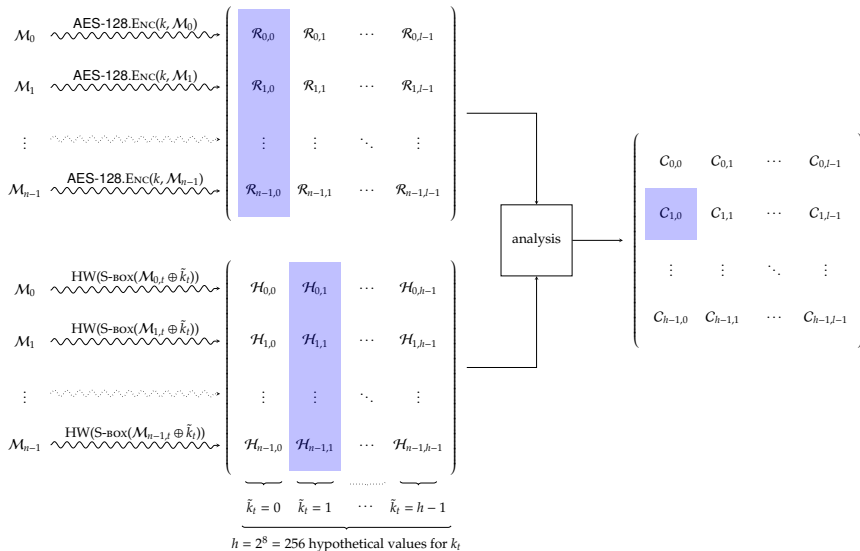 M₀ AES-128.Enc(k, M₀) R₀,₀ R₀,₁ ⋯ R₀,ₗ₋₁
M₁ AES-128.Enc(k, M₁) R₁,₀ R₁,₁ ⋯ R₁,ₗ₋₁
⋮ ⋮ ⋮ ⋱ ⋮
Mₙ₋₁ AES-128.Enc(k, Mₙ₋₁) Rₙ₋₁,₀ Rₙ₋₁,₁ ⋯ Rₙ₋₁,ₗ₋₁
analysis
C₀,₀ C₀,₁ ⋯ C₀,ₗ₋₁
C₁,₀ C₁,₁ ⋯ C₁,ₗ₋₁
⋮ ⋮ ⋱ ⋮
Cₕ₋₁,₀ Cₕ₋₁,₁ ⋯ Cₕ₋₁,ₗ₋₁
M₀ HW(S-box(M₀,ₜ ⊕ k̃ₜ)) H₀,₀ H₀,₁ ⋯ H₀,ₕ₋₁
M₁ HW(S-box(M₁,ₜ ⊕ k̃ₜ)) H₁,₀ H₁,₁ ⋯ H₁,ₕ₋₁
⋮ ⋮ ⋮ ⋱ ⋮
Mₙ₋₁ HW(S-box(Mₙ₋₁,ₜ ⊕ k̃ₜ)) Hₙ₋₁,₀ Hₙ₋₁,₁ ⋯ Hₙ₋₁,ₕ₋₁
k̃ₜ = 0 k̃ₜ = 1 ⋯ k̃ₜ = h − 1
h = 2⁸ = 256 hypothetical values for kₜ